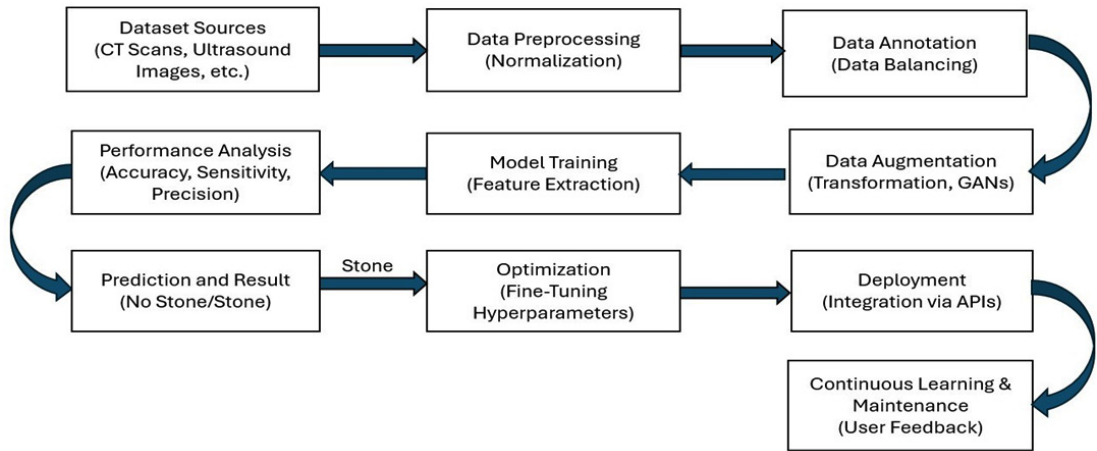 Dataset Sources
(CT Scans, Ultrasound
Images, etc.)
Data Preprocessing
(Normalization)
Data Annotation
(Data Balancing)
Data Augmentation
(Transformation, GANs)
Model Training
(Feature Extraction)
Performance Analysis
(Accuracy, Sensitivity,
Precision)
Prediction and Result
(No Stone/Stone)
Stone
Optimization
(Fine-Tuning
Hyperparameters)
Deployment
(Integration via APIs)
Continuous Learning &
Maintenance
(User Feedback)